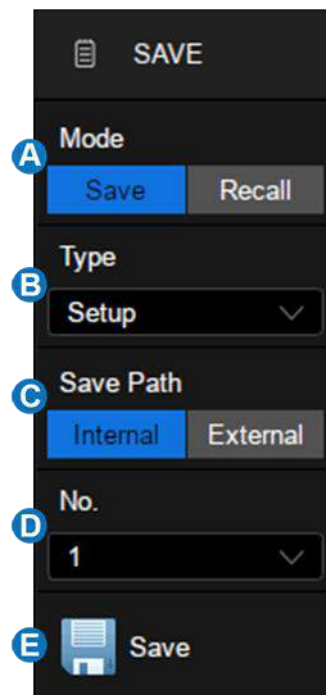 SAVE
Mode
A
Save Recall
Type
B
Setup
Save Path
C
Internal External
No.
D
1
E Save